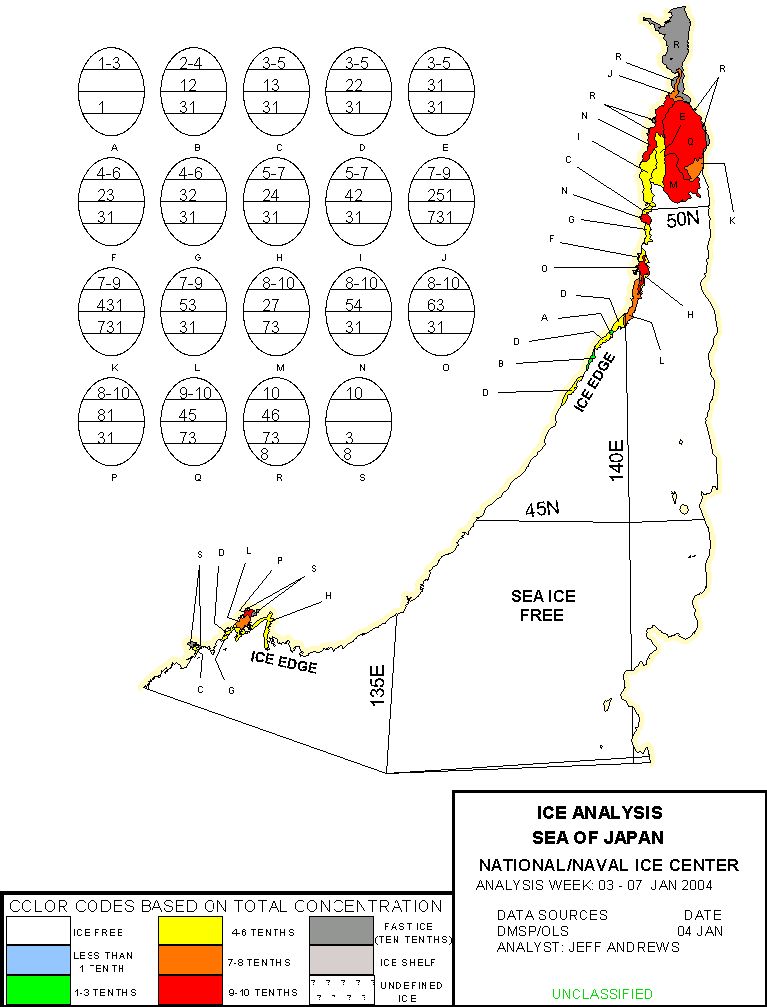 1-3 2-4 3-5 3-5 3-5
12 13 22 31
1 31 31 31 31
A B C D E
4-6 4-6 5-7 5-7 7-9
23 32 24 42 251
31 31 31 31 731
F G H I J
7-9 7-9 8-10 8-10 8-10
431 53 27 54 63
731 31 73 31 31
K L M N O
8-10 9-10 10 10
81 45 46
31 73 73 3
8 8
P Q R S
R
R
J
R
R
N
E
I
Q
C
M
N
K
G
50N
F
O
D
H
A
D
L
B
D
ICE EDGE
140E
45N
SEA ICE
FREE
S D L P S
H
ICE EDGE
C G
135E
ICE ANALYSIS
SEA OF JAPAN
NATIONAL/NAVAL ICE CENTER
ANALYSIS WEEK: 03 - 07 JAN 2004
DATA SOURCES DATE
DMSP/OLS 04 JAN
ANALYST: JEFF ANDREWS
UNCLASSIFIED
COLOR CODES BASED ON TOTAL CONCENTRATION
ICE FREE
LESS THAN
1 TENTH
1-3 TENTHS
4-6 TENTHS
7-8 TENTHS
9-10 TENTHS
FAST ICE
(TEN TENTHS)
ICE SHELF
? ? ? ? ?
? ? ? ?
UNDEFINED
ICE